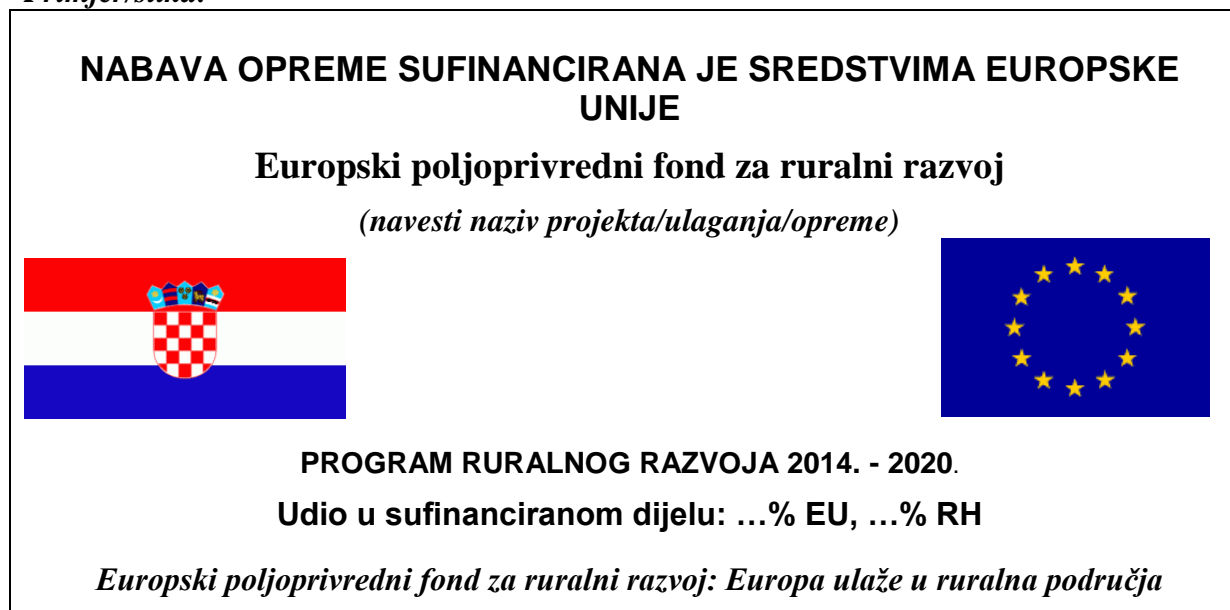 NABAVA OPREME SUFINANCIRANA JE SREDSTVIMA EUROPSKE
UNIJE
Europski poljoprivredni fond za ruralni razvoj
(navesti naziv projekta/ulaganja/opreme)
PROGRAM RURALNOG RAZVOJA 2014. - 2020.
Udio u sufinanciranom dijelu: …% EU, …% RH
Europski poljoprivredni fond za ruralni razvoj: Europa ulaže u ruralna područja